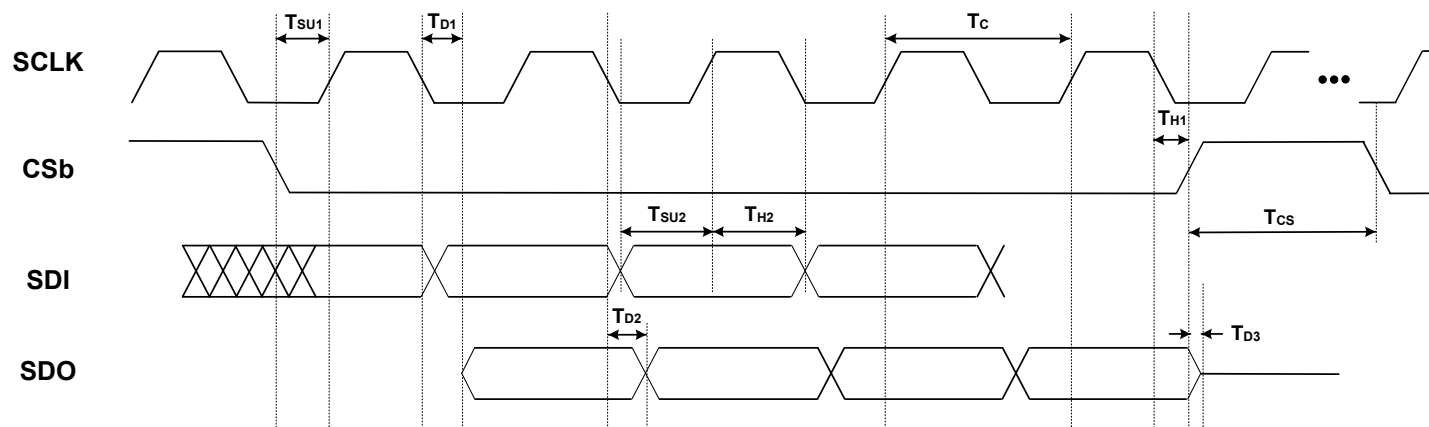 TSU1
TD1
TC
SCLK
•••
TH1
CSb
TSU2
TH2
TCS
SDI
TD2
TD3
SDO